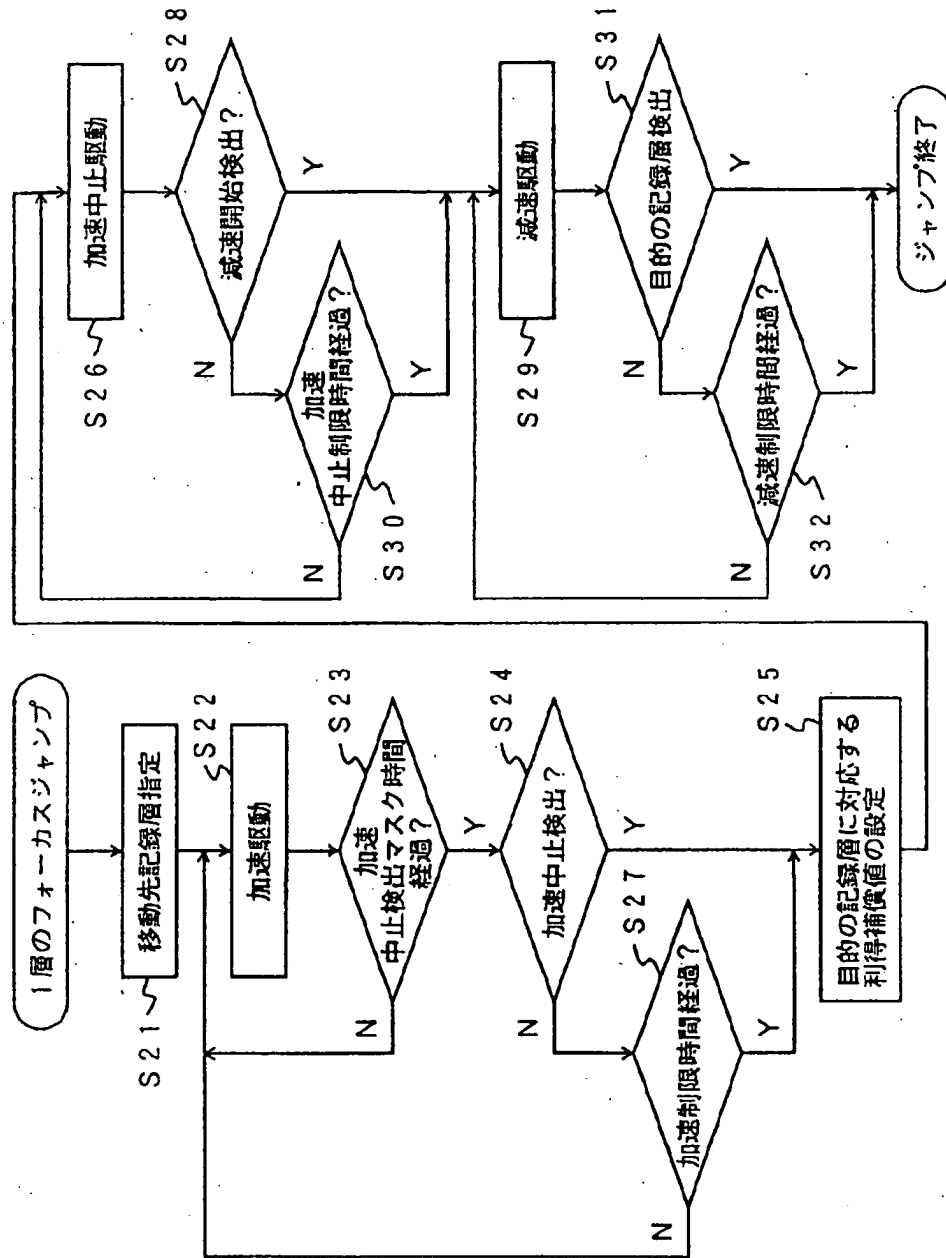 1層のフォーカスジャンプ
移動先記録層指定
S21
加速駆動
S22
加速
中止検出マスク時間
経過?
S23
N
Y
加速中止検出?
S24
N
Y
加速制限時間経過?
S27
N
Y
目的の記録層に対応する
利得補償値の設定
S25
加速中止駆動
S26
減速開始検出?
S28
N
Y
加速
中止制限時間経過?
S30
N
Y
減速駆動
S29
目的の記録層検出
S31
N
Y
減速制限時間経過?
S32
N
Y
ジャンプ終了